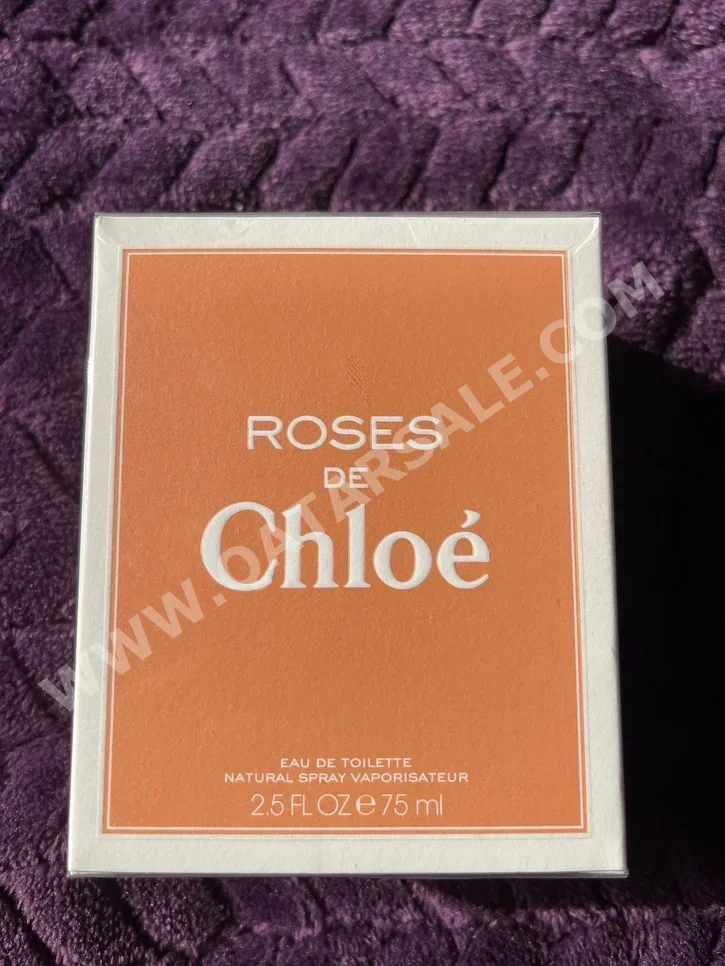 ROSES
DE
Chloé
EAU DE TOILETTE
NATURAL SPRAY VAPORISATEUR
2.5 FL OZ e 75 ml
WWW.QATARSALE.COM